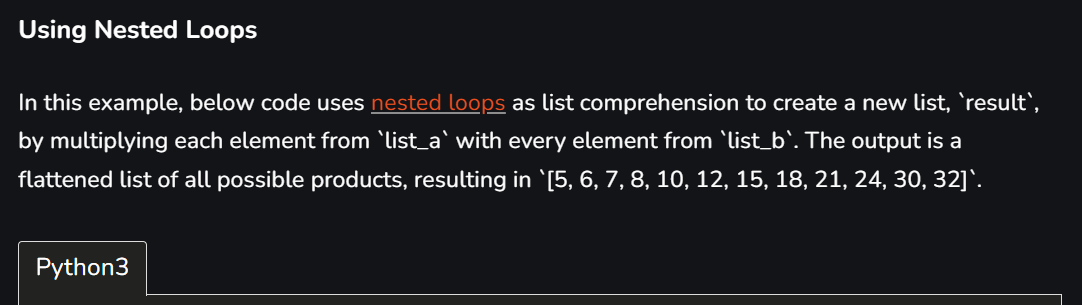 Using Nested Loops
In this example, below code uses nested loops as list comprehension to create a new list, `result`,
by multiplying each element from `list_a` with every element from `list_b`. The output is a
flattened list of all possible products, resulting in `[5, 6, 7, 8, 10, 12, 15, 18, 21, 24, 30, 32]`.
Python3